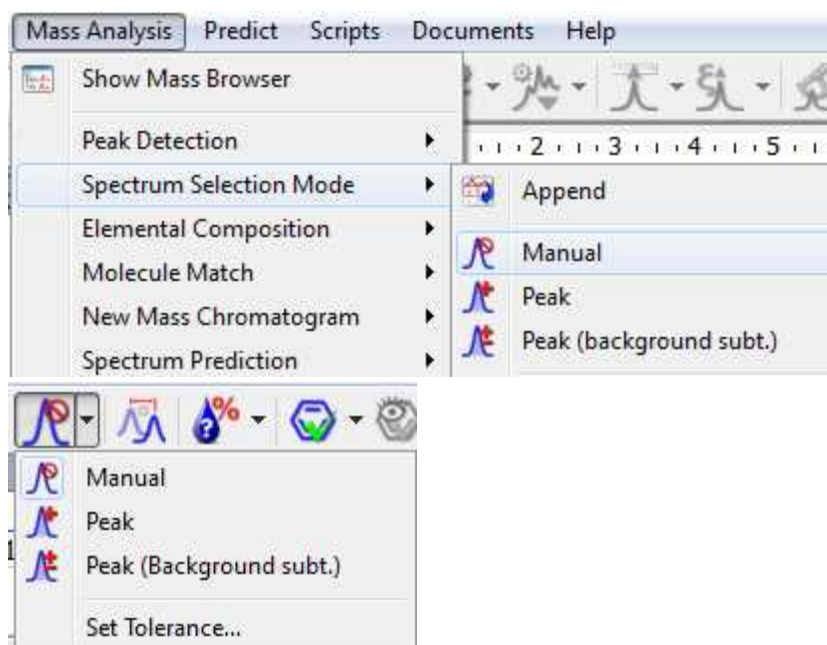 Mass Analysis Predict Scripts Documents Help
Show Mass Browser
Peak Detection
2 3 4 5
Spectrum Selection Mode
Append
Elemental Composition
Manual
Molecule Match
Peak
New Mass Chromatogram
Peak (background subt.)
Spectrum Prediction
%
?
Manual
Peak
1
Peak (Background subt.)
Set Tolerance...